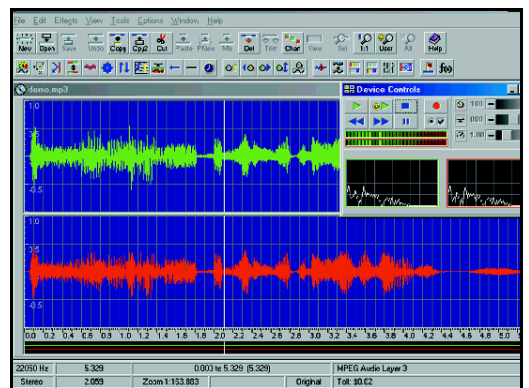 File Edit Effects View Tools Options Window Help
New Open Save Undo Copy Cpy2 Cut Paste PNew Mix Del Trim Char View Sel 1:1 User All Help
f(x)
demo.mp3
Device Controls
100
000
1.00
1.0
-0.5
1.0
-0.5
0.0 0.2 0.4 0.6 0.8 1.0 1.2 1.4 1.6 1.8 2.0 2.2 2.4 2.6 2.8 3.0 3.2 3.4 3.6 3.8 4.0 4.2 4.4 4.6 4.8 5.0
22050 Hz 5.329 0.000 to 5.329 (5.329) MPEG Audio Layer 3
Stereo 2.059 Zoom 1:153.883 Original